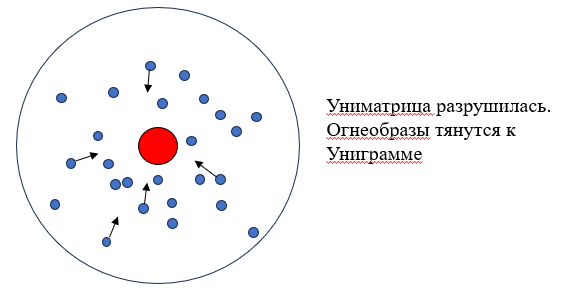 Униматрица разрушилась.
Огнеобразы тянутся к
Униграмме